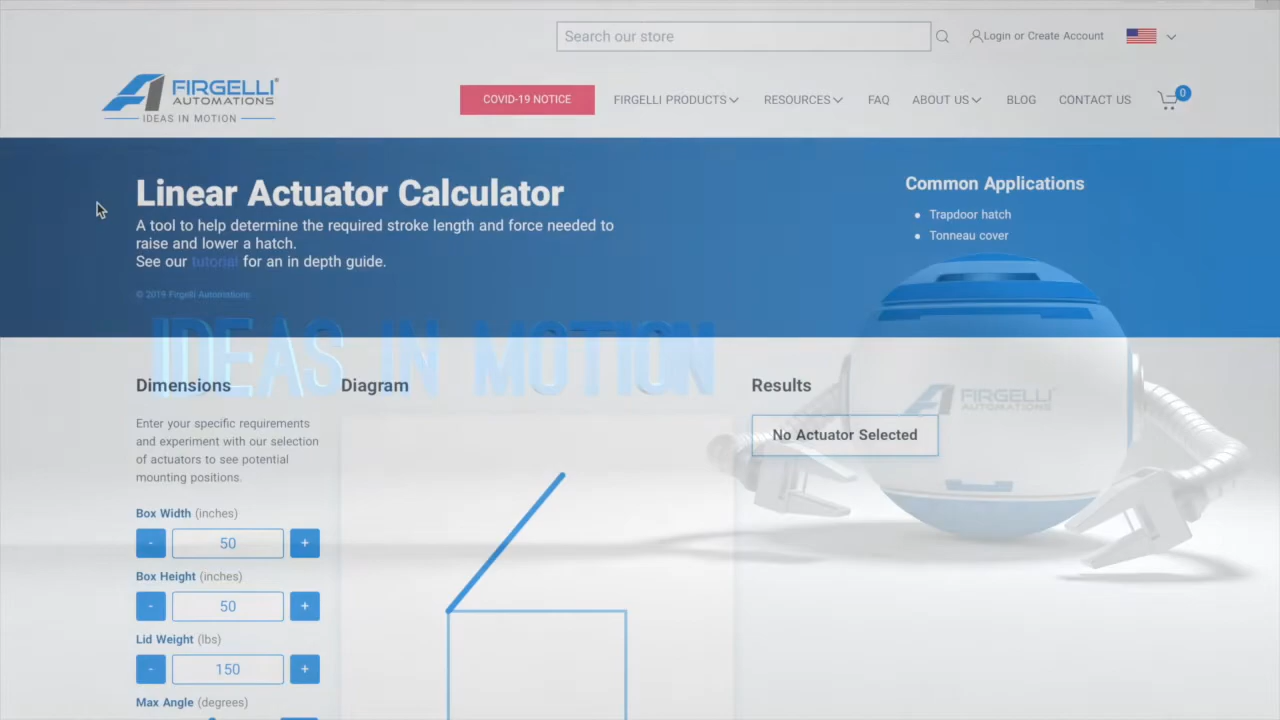 Search our store
Login or Create Account
FIRGELLI
AUTOMATIONS
IDEAS IN MOTION
COVID-19 NOTICE
FIRGELLI PRODUCTS
RESOURCES
FAQ
ABOUT US
BLOG
CONTACT US
0
Linear Actuator Calculator
A tool to help determine the required stroke length and force needed to
raise and lower a hatch.
See our tutorial for an in depth guide.
© 2019 Firgelli Automations
Common Applications
• Trapdoor hatch
• Tonneau cover
IDEAS IN MOTION
Dimensions
Enter your specific requirements
and experiment with our selection
of actuators to see potential
mounting positions.
Box Width (inches)
- 50 +
Box Height (inches)
- 50 +
Lid Weight (lbs)
- 150 +
Max Angle (degrees)
Diagram
Results
No Actuator Selected
FIRGELLI
AUTOMATIONS